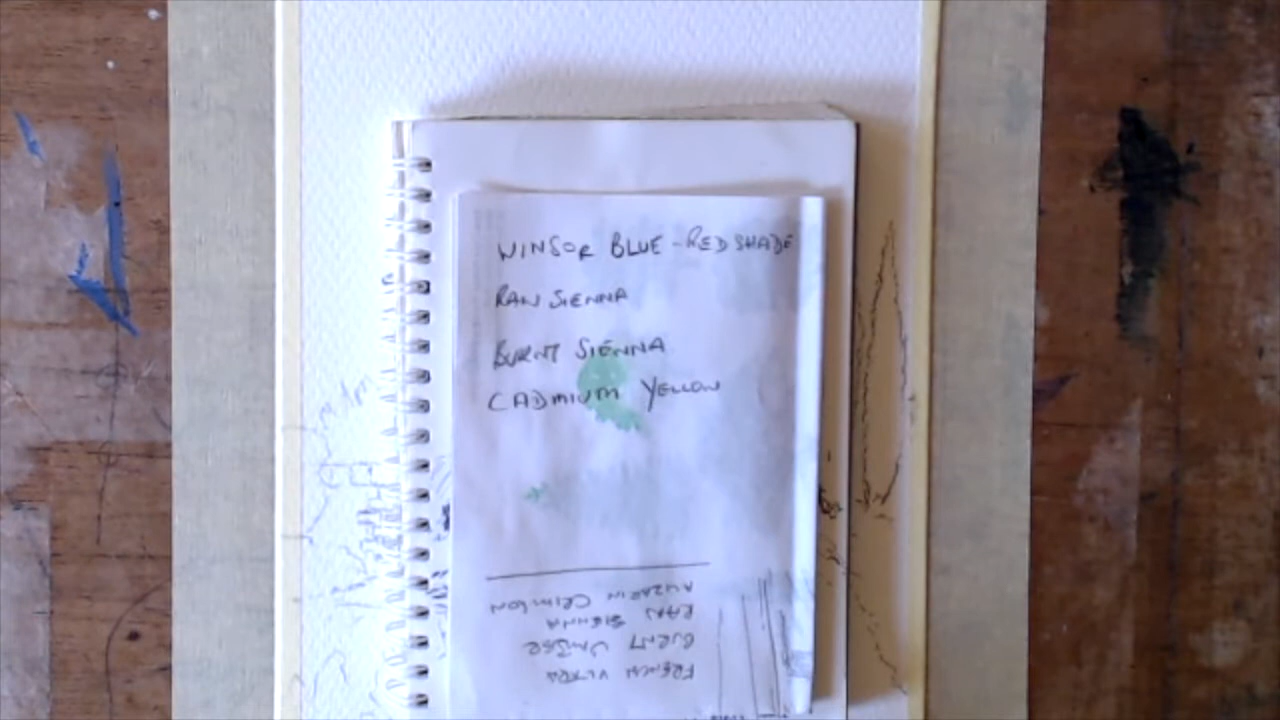 WINSOR BLUE - RED SHADE
RAW SIENNA
BURNT SIENNA
CADMIUM YELLOW
FRENCH ULTRA
BURNT UMBER
RAW SIENNA
ALIZARIN CRIMSON